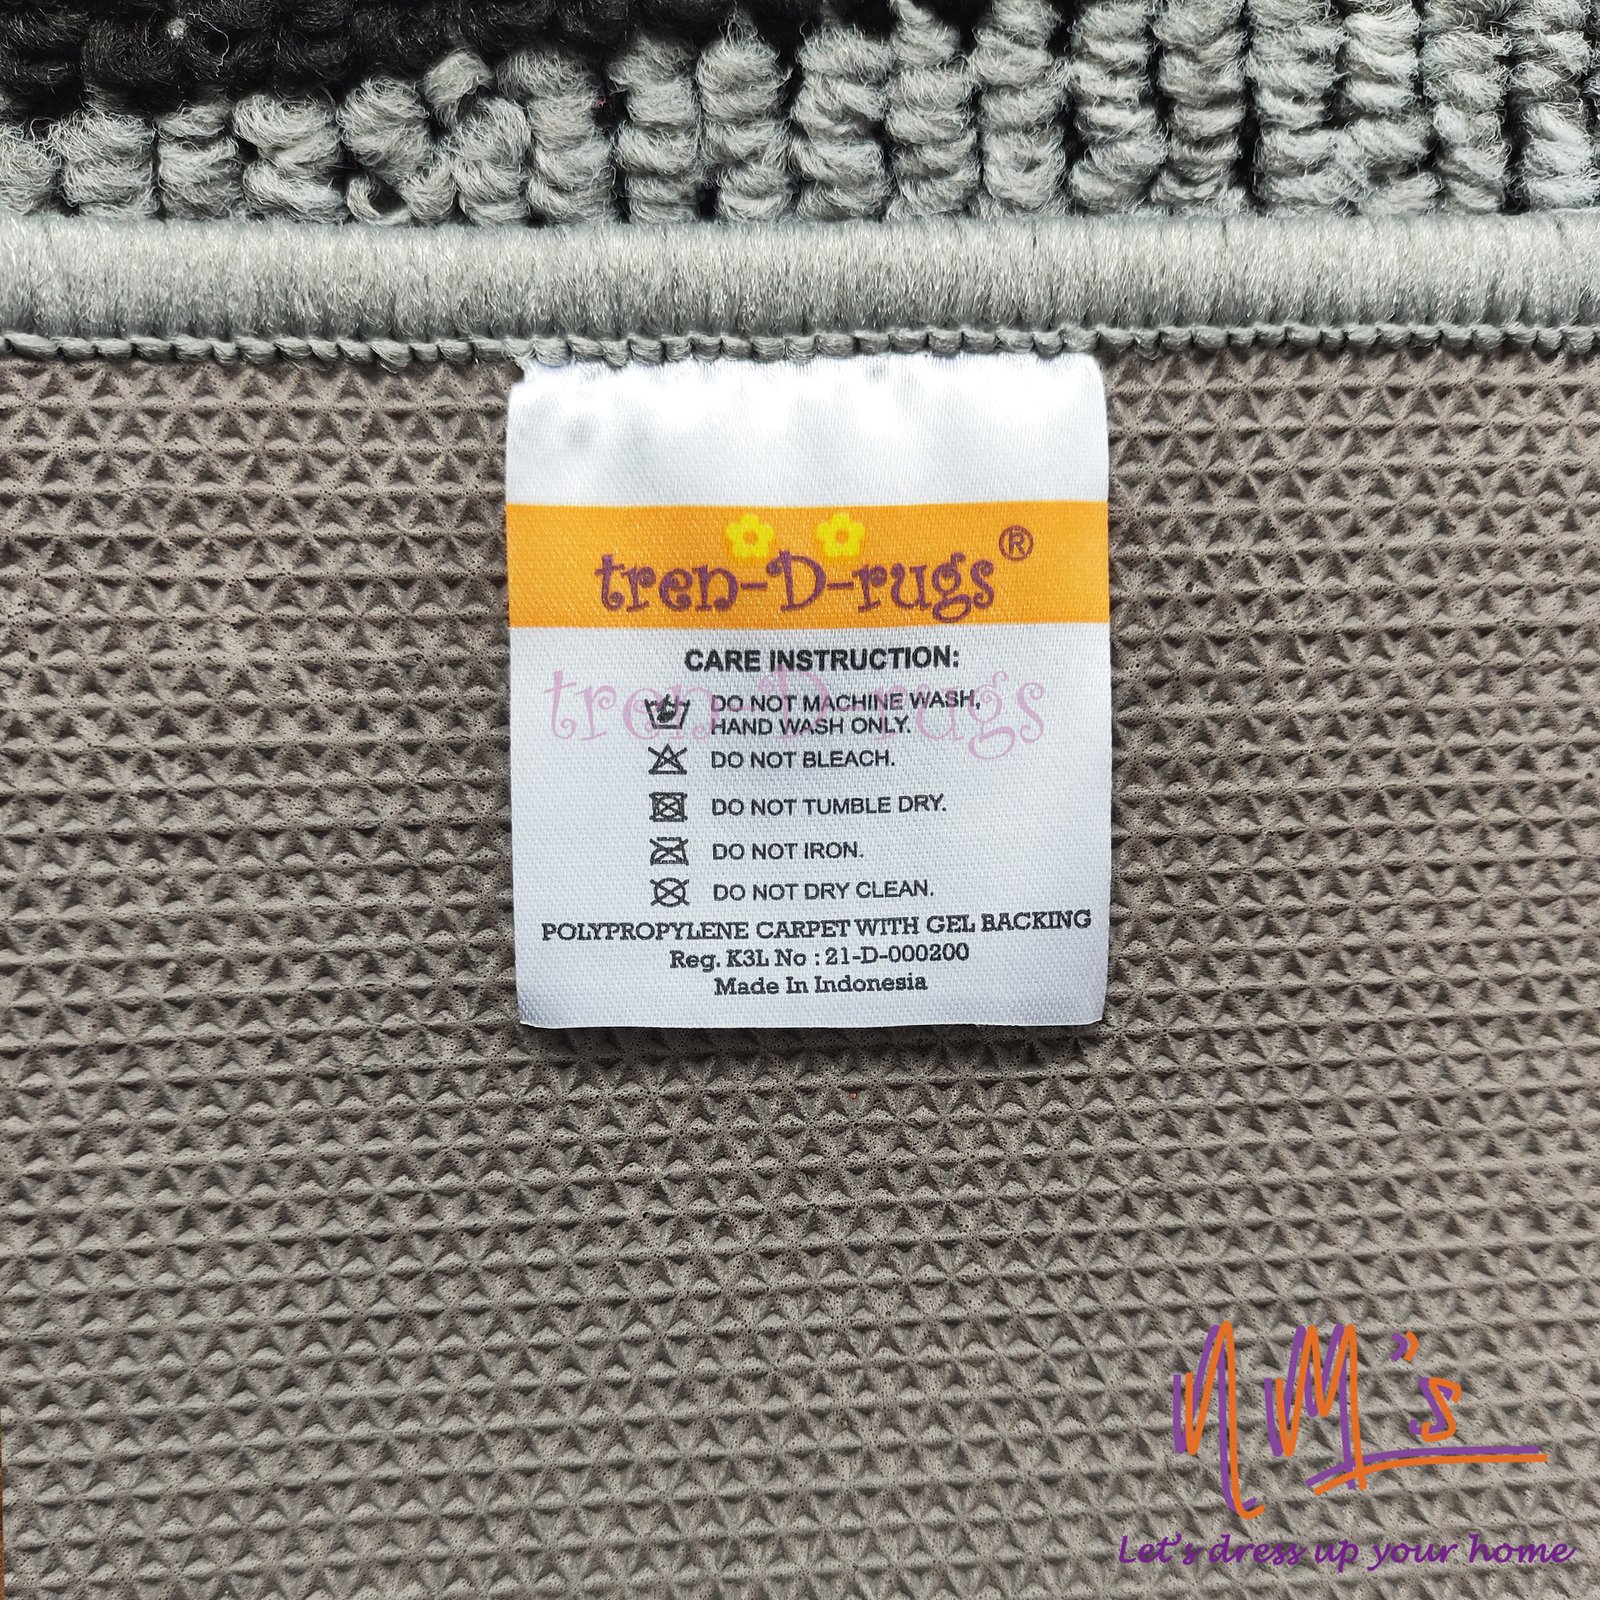 tren-D-rugs®
CARE INSTRUCTION:
tren-D-rugs
DO NOT MACHINE WASH,
HAND WASH ONLY.
DO NOT BLEACH.
DO NOT TUMBLE DRY.
DO NOT IRON.
DO NOT DRY CLEAN.
POLYPROPYLENE CARPET WITH GEL BACKING
Reg. K3L No : 21-D-000200
Made In Indonesia
NM"s
Let's dress up your home